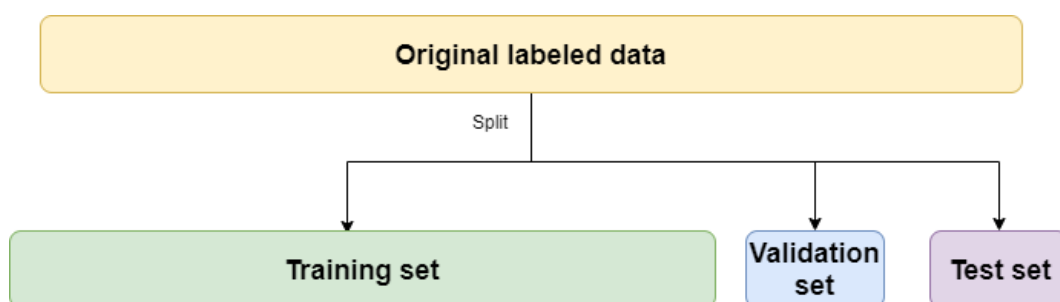 Original labeled data
Split
Training set
Validation
set
Test set